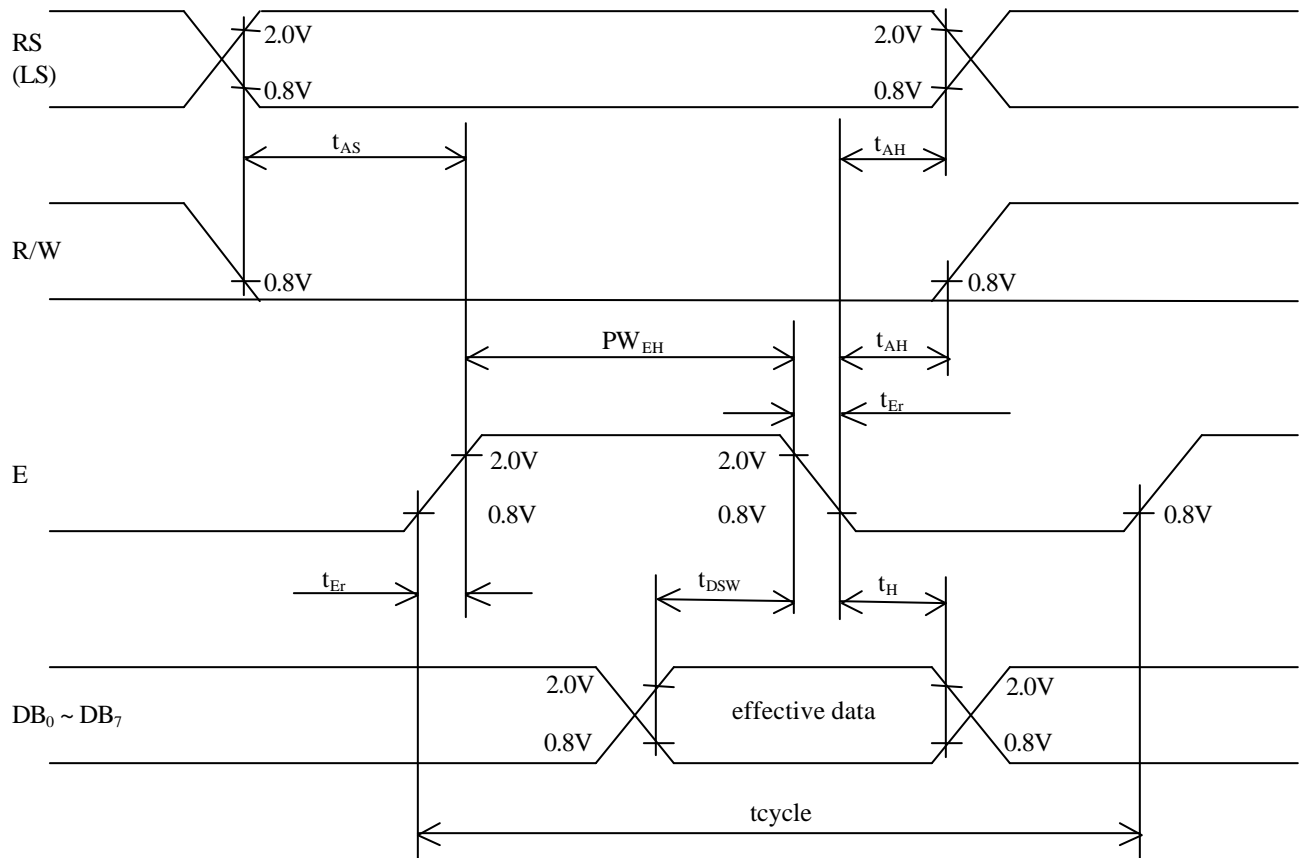 RS
(LS)
2.0V
2.0V
0.8V
0.8V
tAS
tAH
R/W
0.8V
0.8V
PWEH
tAH
tEr
E
2.0V
2.0V
0.8V
0.8V
0.8V
tEr
tDSW
tH
2.0V
2.0V
DB0 ~ DB7
effective data
0.8V
0.8V
tcycle